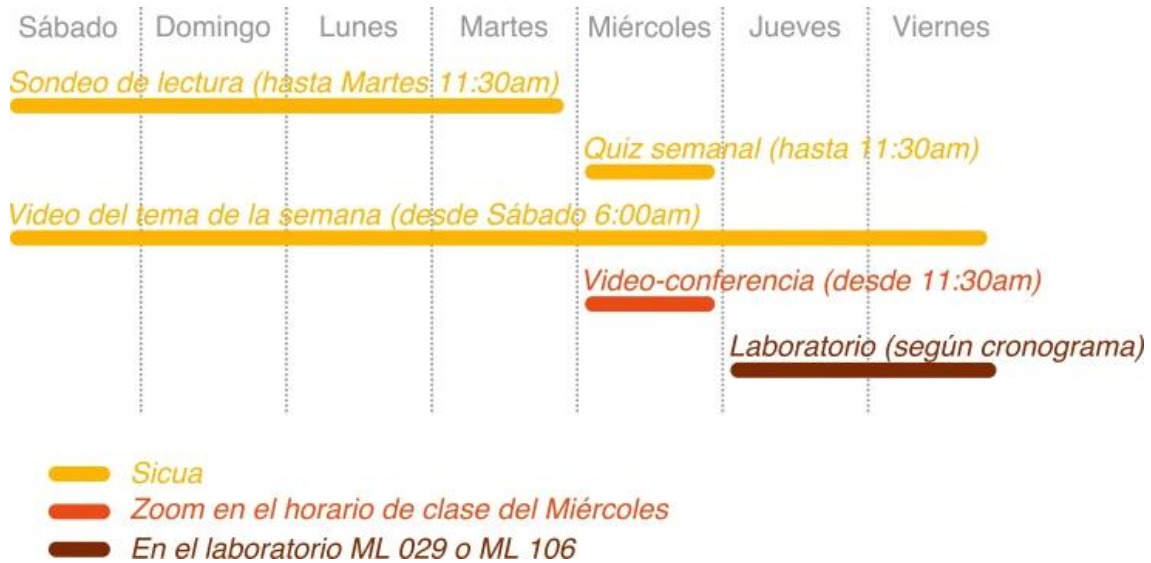 Sábado Domingo Lunes Martes Miércoles Jueves Viernes
Sondeo de lectura (hasta Martes 11:30am)
Quiz semanal (hasta 11:30am)
Video del tema de la semana (desde Sábado 6:00am)
Video-conferencia (desde 11:30am)
Laboratorio (según cronograma)
Sicua
Zoom en el horario de clase del Miércoles
En el laboratorio ML 029 o ML 106